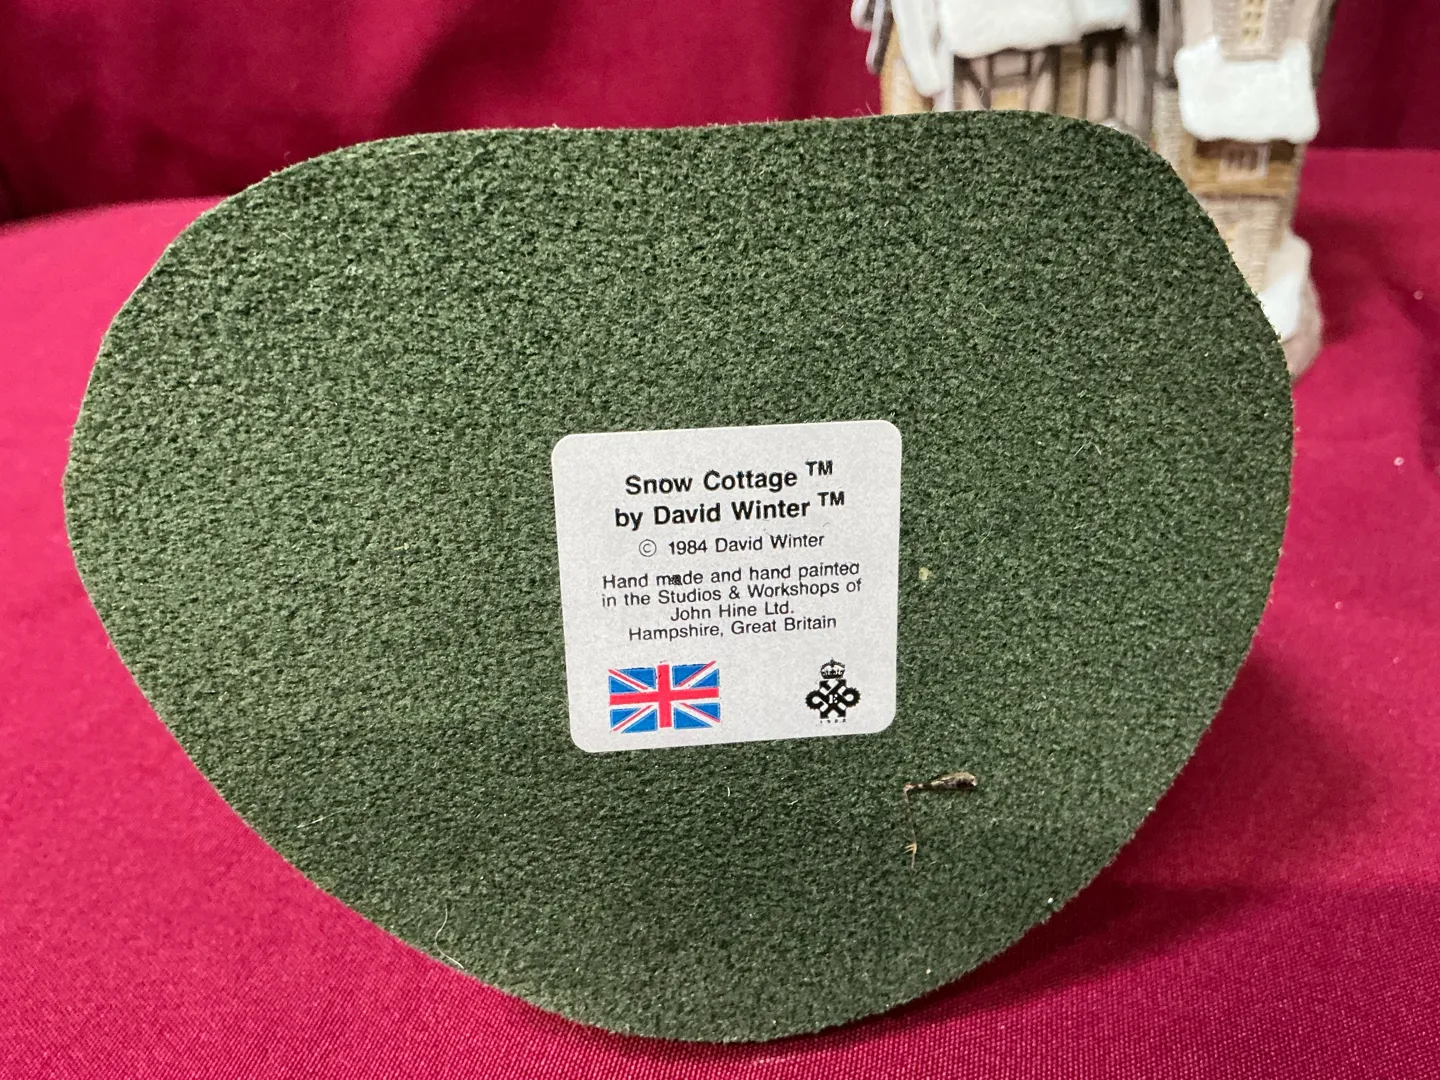 Snow Cottage ™
by David Winter ™
© 1984 David Winter
Hand made and hand painted
in the Studios & Workshops of
John Hine Ltd.
Hampshire, Great Britain
E